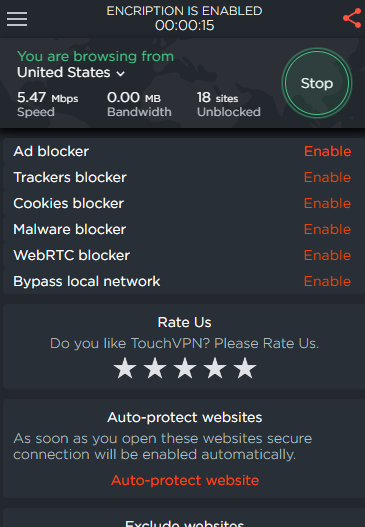 ENCRIPTION IS ENABLED
00:00:15
You are browsing from
United States
5.47 Mbps 0.00 MB 18 sites
Speed Bandwidth Unblocked
Stop
Ad blocker Enable
Trackers blocker Enable
Cookies blocker Enable
Malware blocker Enable
WebRTC blocker Enable
Bypass local network Enable
Rate Us
Do you like TouchVPN? Please Rate Us.
Auto-protect websites
As soon as you open these websites secure
connection will be enabled automatically.
Auto-protect website
Exclude websites